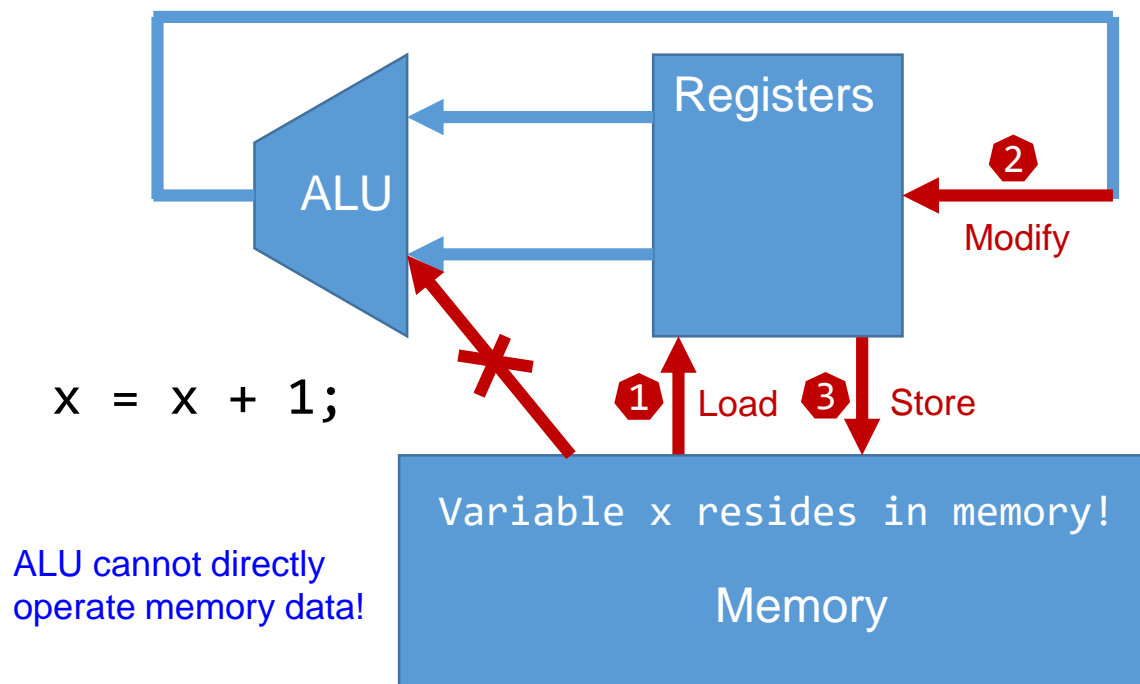 Registers
ALU
2
Modify
x = x + 1;
1
Load
3
Store
Variable x resides in memory!
ALU cannot directly
operate memory data!
Memory